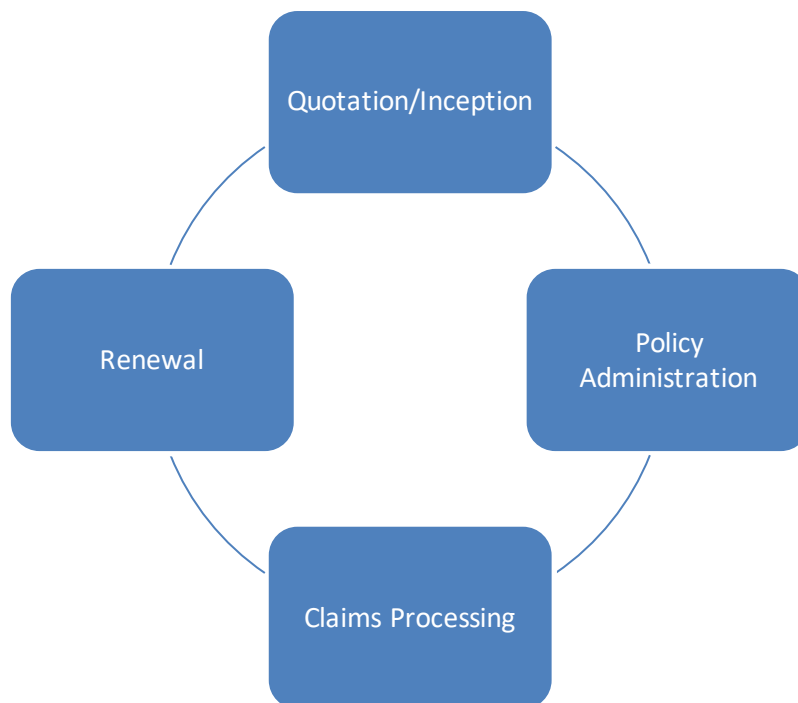 Quotation/Inception
Policy
Administration
Claims Processing
Renewal